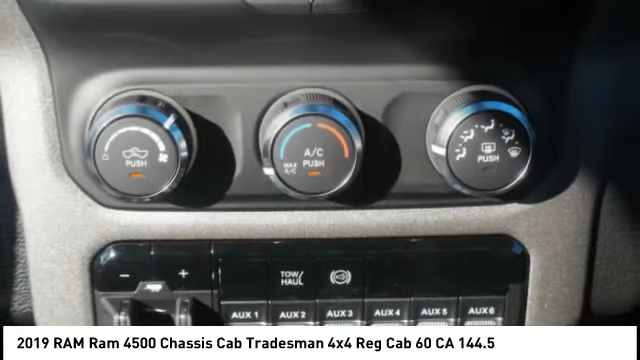 O
PUSH
A/C
MAX PUSH
A/C
PUSH
− +
TOW/
HAUL
AUX 1 AUX 2 AUX 3 AUX 4 AUX 5 AUX 6
2019 RAM Ram 4500 Chassis Cab Tradesman 4x4 Reg Cab 60 CA 144.5